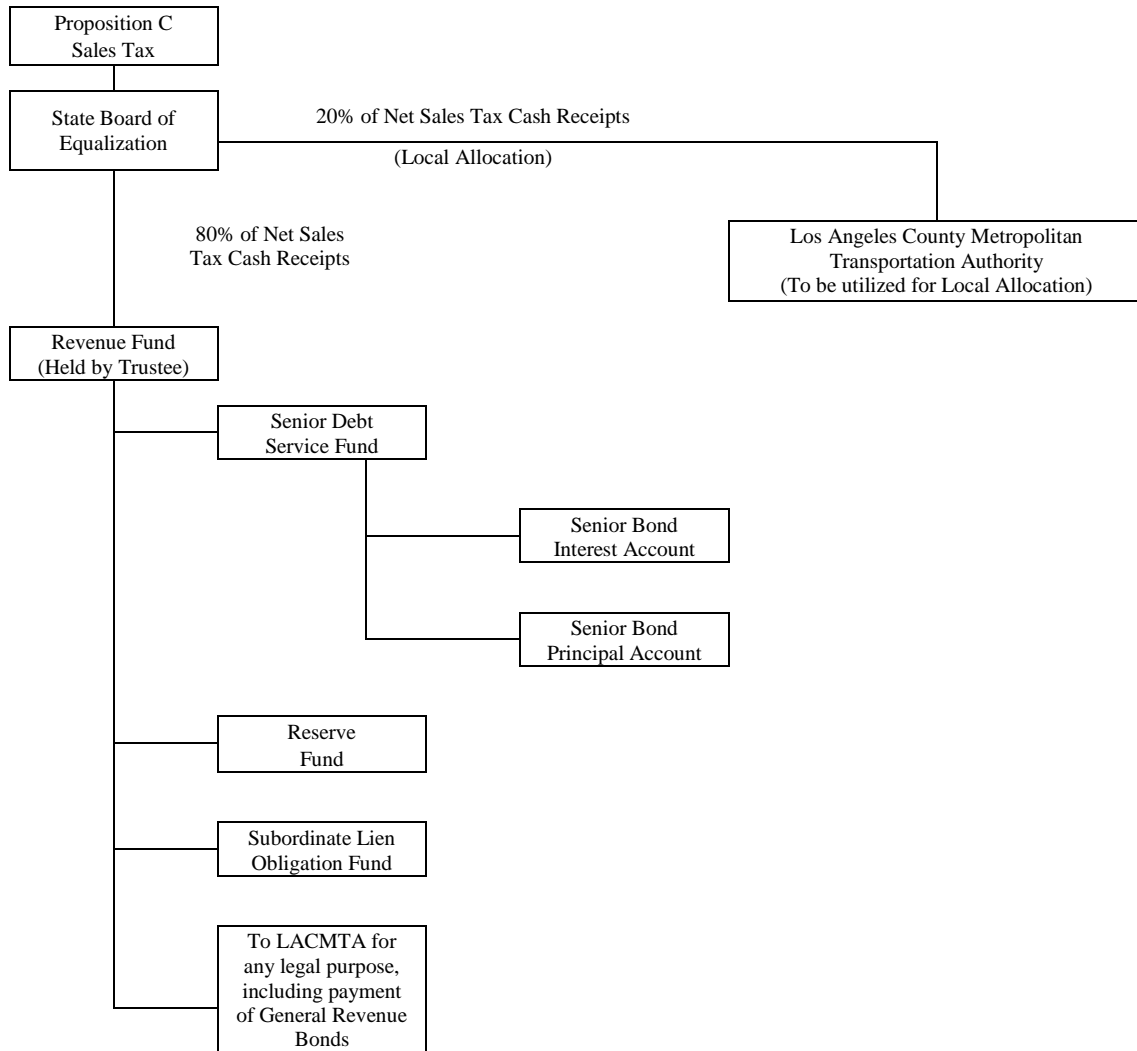 Proposition C
Sales Tax
State Board of
Equalization
20% of Net Sales Tax Cash Receipts
(Local Allocation)
80% of Net Sales
Tax Cash Receipts
Los Angeles County Metropolitan
Transportation Authority
(To be utilized for Local Allocation)
Revenue Fund
(Held by Trustee)
Senior Debt
Service Fund
Senior Bond
Interest Account
Senior Bond
Principal Account
Reserve
Fund
Subordinate Lien
Obligation Fund
To LACMTA for
any legal purpose,
including payment
of General Revenue
Bonds